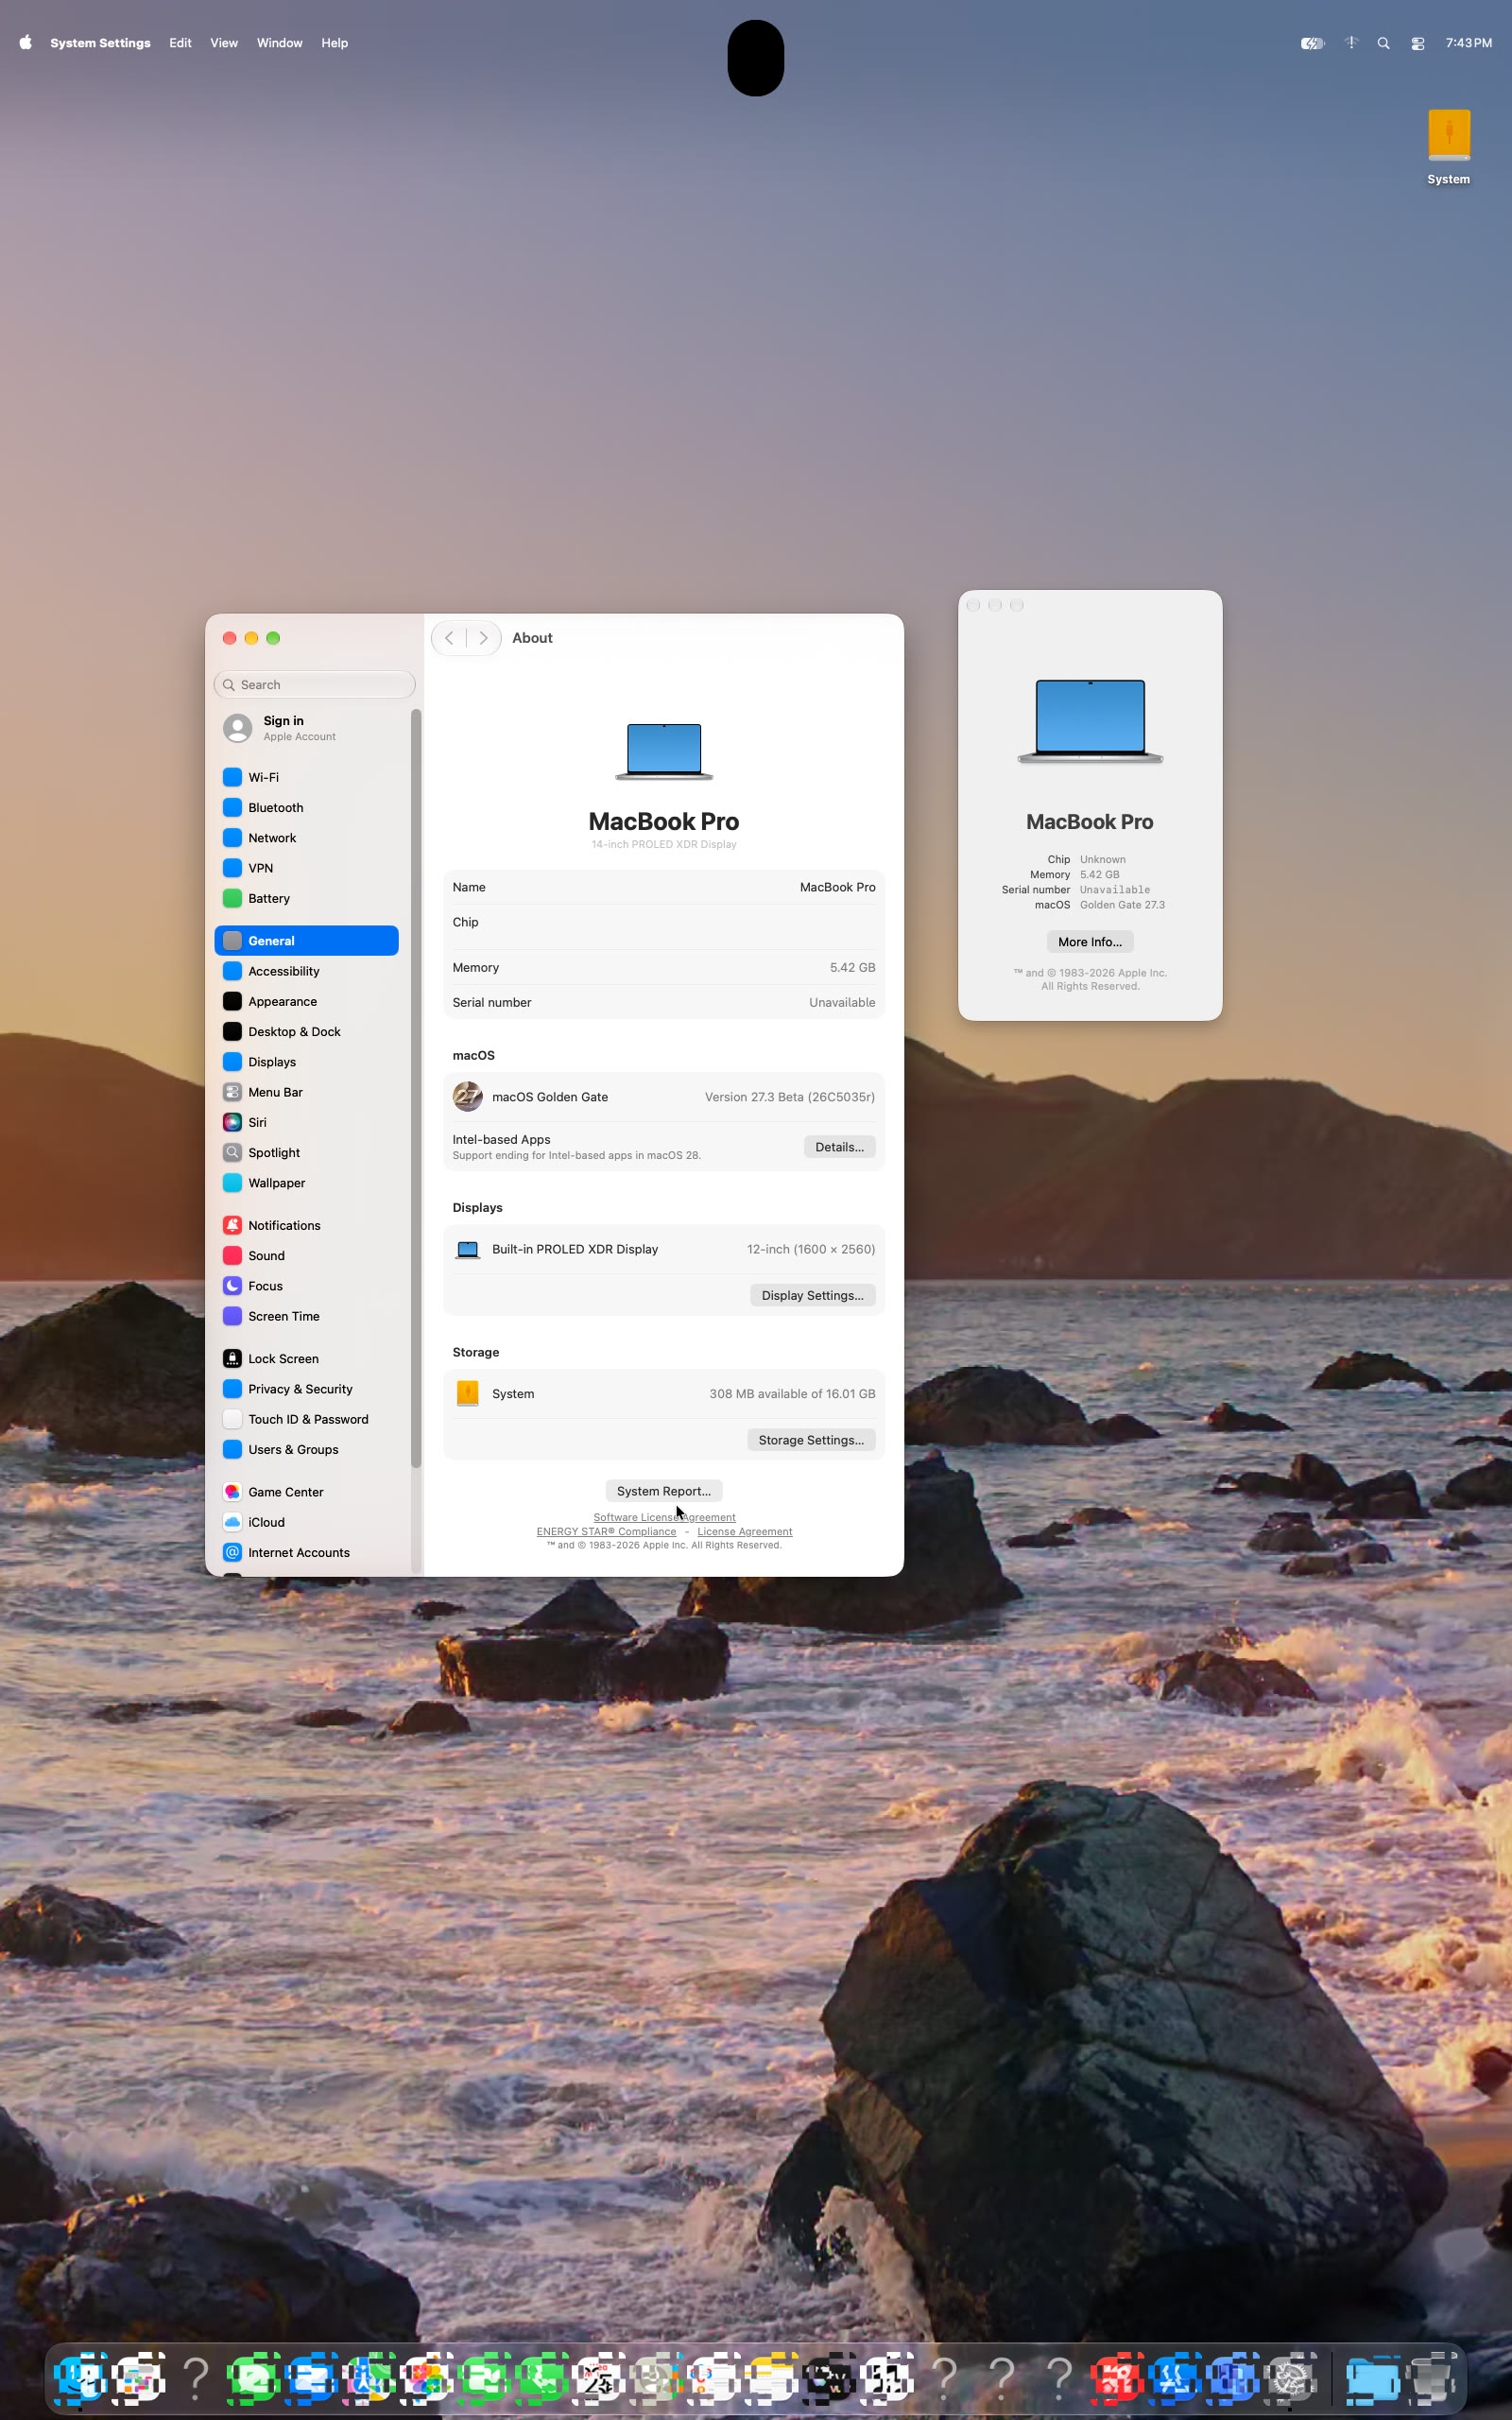 System Settings Edit View Window Help
7:43 PM
System
About
Search
Sign in
Apple Account
Wi-Fi
Bluetooth
Network
VPN
Battery
General
Accessibility
Appearance
Desktop & Dock
Displays
Menu Bar
Siri
Spotlight
Wallpaper
Notifications
Sound
Focus
Screen Time
Lock Screen
Privacy & Security
Touch ID & Password
Users & Groups
Game Center
iCloud
Internet Accounts
MacBook Pro
14-inch PROLED XDR Display
Name MacBook Pro
Chip
Memory 5.42 GB
Serial number Unavailable
macOS
27 macOS Golden Gate Version 27.3 Beta (26C5035r)
Intel-based Apps
Support ending for Intel-based apps in macOS 28.
Details...
Displays
Built-in PROLED XDR Display 12-inch (1600 × 2560)
Display Settings...
Storage
System 308 MB available of 16.01 GB
Storage Settings...
System Report...
Software License Agreement
ENERGY STAR® Compliance - License Agreement
™ and © 1983-2026 Apple Inc. All Rights Reserved.
MacBook Pro
Chip Unknown
Memory 5.42 GB
Serial number Unavailable
macOS Golden Gate 27.3
More Info...
™ and © 1983-2026 Apple Inc.
All Rights Reserved.